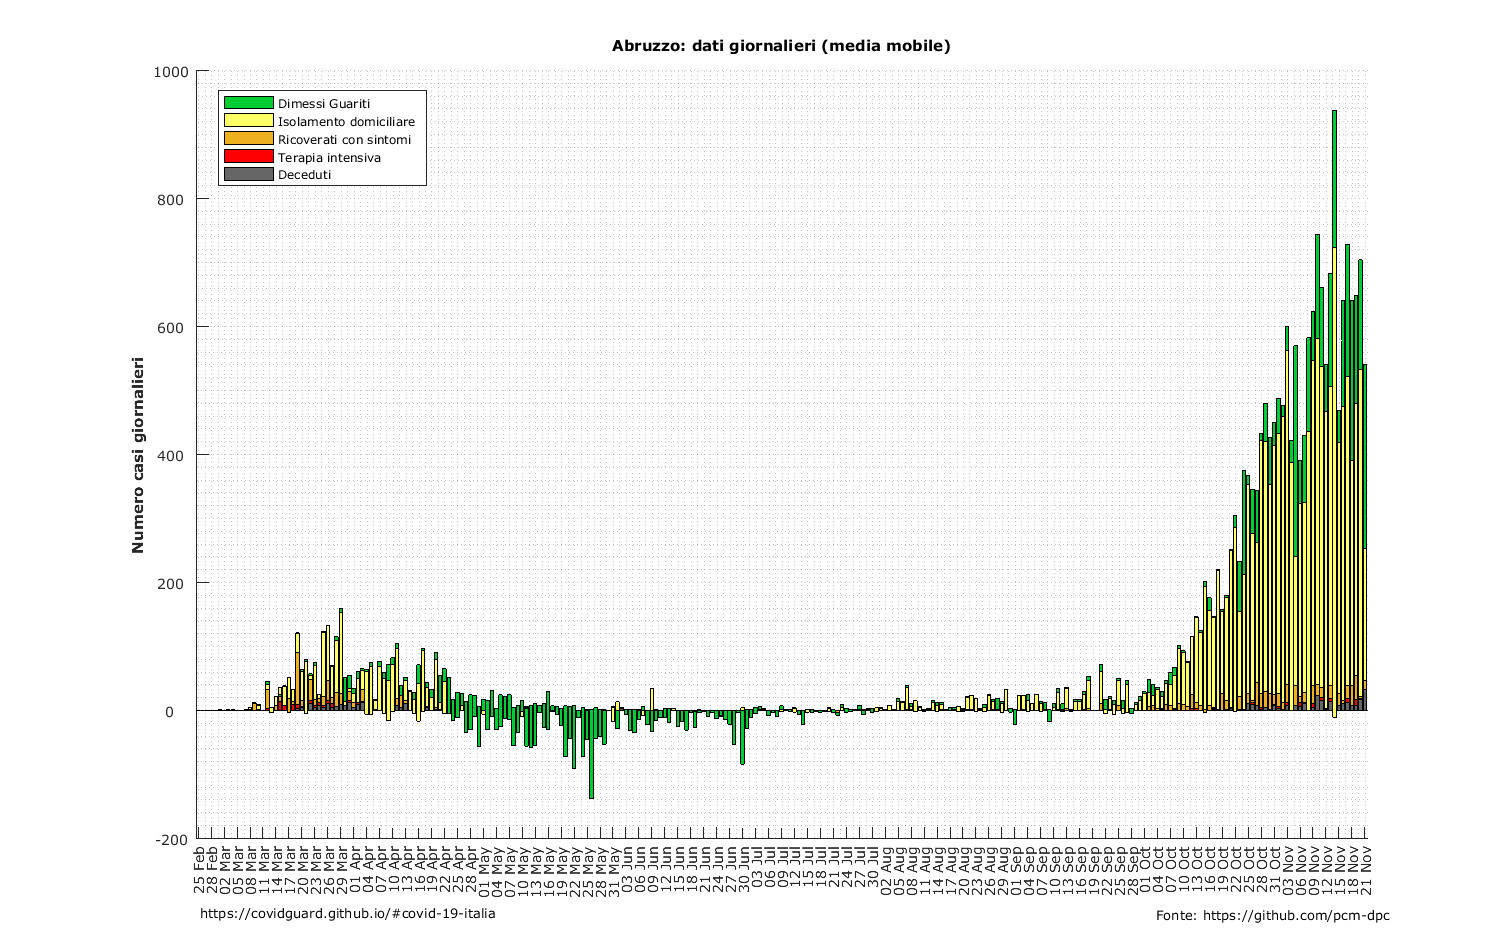 Abruzzo: dati giornalieri (media mobile)
1000
800
600
400
200
0
-200
Numero casi giornalieri
Dimessi Guariti
Isolamento domiciliare
Ricoverati con sintomi
Terapia intensiva
Deceduti
25 Feb
28 Feb
02 Mar
05 Mar
08 Mar
11 Mar
14 Mar
17 Mar
20 Mar
23 Mar
26 Mar
29 Mar
01 Apr
04 Apr
07 Apr
10 Apr
13 Apr
16 Apr
19 Apr
22 Apr
25 Apr
28 Apr
01 May
04 May
07 May
10 May
13 May
16 May
19 May
22 May
25 May
28 May
31 May
03 Jun
06 Jun
09 Jun
12 Jun
15 Jun
18 Jun
21 Jun
24 Jun
27 Jun
30 Jun
03 Jul
06 Jul
09 Jul
12 Jul
15 Jul
18 Jul
21 Jul
24 Jul
27 Jul
30 Jul
02 Aug
05 Aug
08 Aug
11 Aug
14 Aug
17 Aug
20 Aug
23 Aug
26 Aug
29 Aug
01 Sep
04 Sep
07 Sep
10 Sep
13 Sep
16 Sep
19 Sep
22 Sep
25 Sep
28 Sep
01 Oct
04 Oct
07 Oct
10 Oct
13 Oct
16 Oct
19 Oct
22 Oct
25 Oct
28 Oct
31 Oct
03 Nov
06 Nov
09 Nov
12 Nov
15 Nov
18 Nov
21 Nov
https://covidguard.github.io/#covid-19-italia
Fonte: https://github.com/pcm-dpc